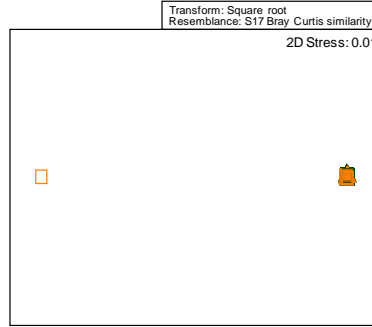 Transform: Square root
Resemblance: S17 Bray Curtis similarity
2D Stress: 0.01